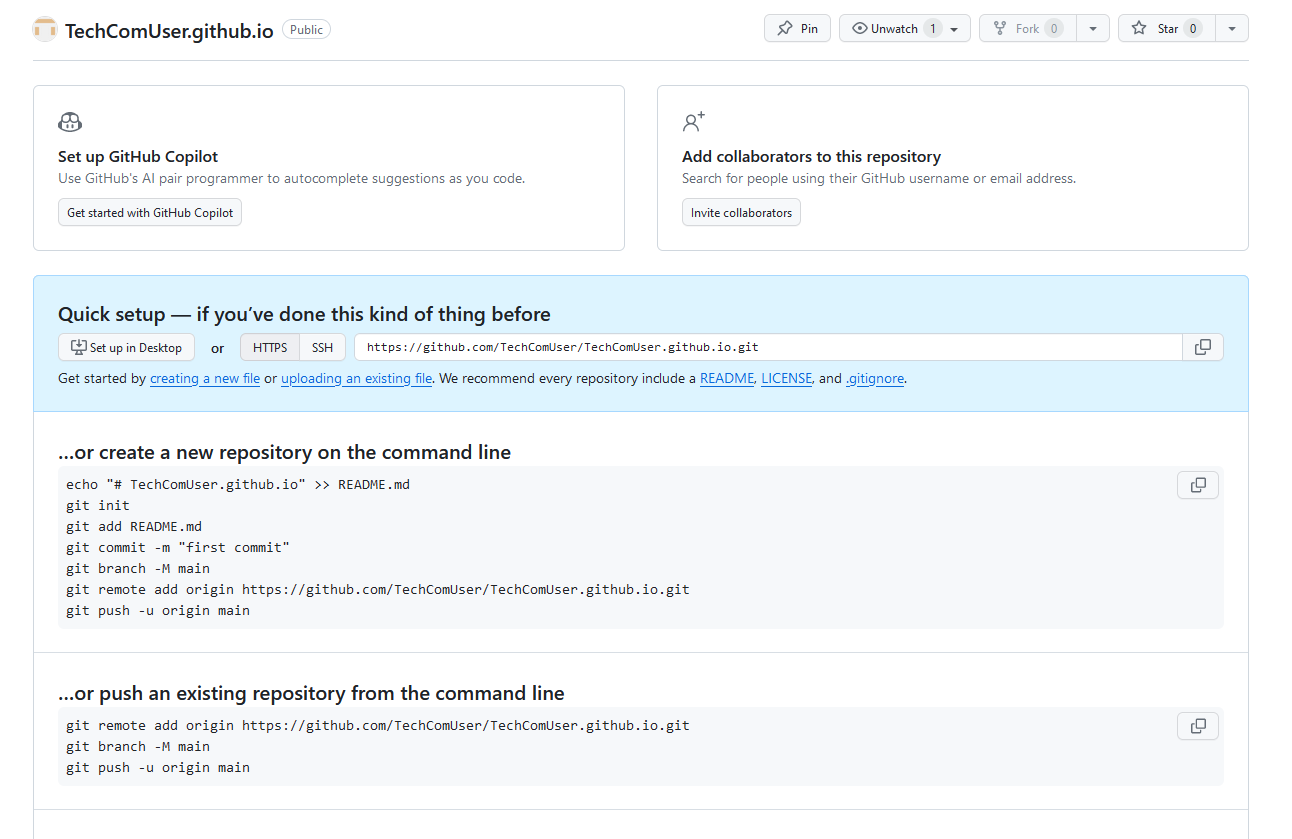 TechComUser.github.io Public Pin Unwatch 1 Fork 0 Star 0
Set up GitHub Copilot
Use GitHub's AI pair programmer to autocomplete suggestions as you code.
Get started with GitHub Copilot
Add collaborators to this repository
Search for people using their GitHub username or email address.
Invite collaborators
Quick setup — if you’ve done this kind of thing before
Set up in Desktop or HTTPS SSH https://github.com/TechComUser/TechComUser.github.io.git
Get started by creating a new file or uploading an existing file. We recommend every repository include a README, LICENSE, and .gitignore.
…or create a new repository on the command line
echo "# TechComUser.github.io" >> README.md
git init
git add README.md
git commit -m "first commit"
git branch -M main
git remote add origin https://github.com/TechComUser/TechComUser.github.io.git
git push -u origin main
…or push an existing repository from the command line
git remote add origin https://github.com/TechComUser/TechComUser.github.io.git
git branch -M main
git push -u origin main